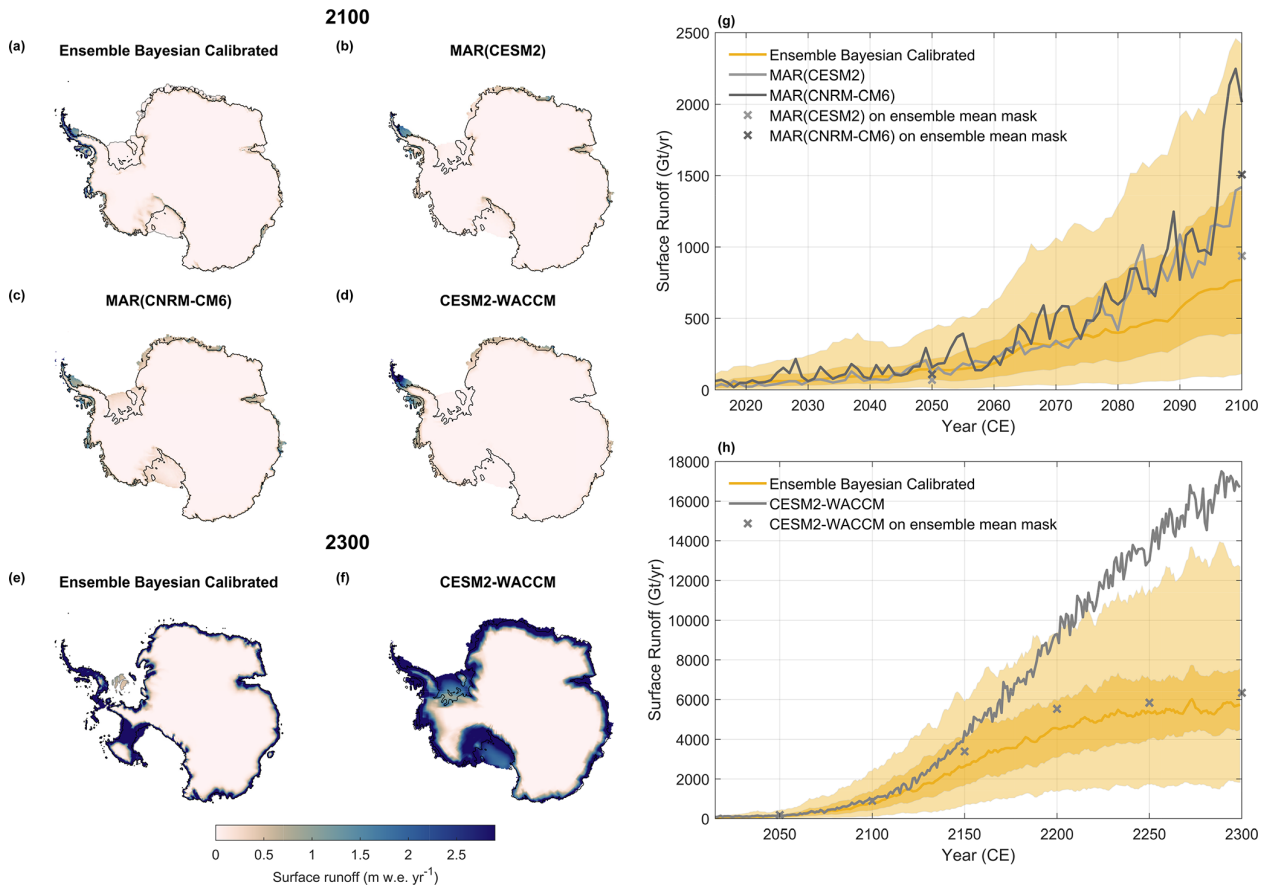 2100
(a)
Ensemble Bayesian Calibrated
(b)
MAR(CESM2)
(c)
MAR(CNRM-CM6)
(d)
CESM2-WACCM
2300
(e)
Ensemble Bayesian Calibrated
(f)
CESM2-WACCM
0 0.5 1 1.5 2 2.5
Surface runoff (m w.e. yr-1)
(g)
2500
2000
1500
1000
500
0
Surface Runoff (Gt/yr)
Ensemble Bayesian Calibrated
MAR(CESM2)
MAR(CNRM-CM6)
MAR(CESM2) on ensemble mean mask
MAR(CNRM-CM6) on ensemble mean mask
2020 2030 2040 2050 2060 2070 2080 2090 2100
Year (CE)
(h)
18000
16000
14000
12000
10000
8000
6000
4000
2000
0
Surface Runoff (Gt/yr)
Ensemble Bayesian Calibrated
CESM2-WACCM
CESM2-WACCM on ensemble mean mask
2050 2100 2150 2200 2250 2300
Year (CE)